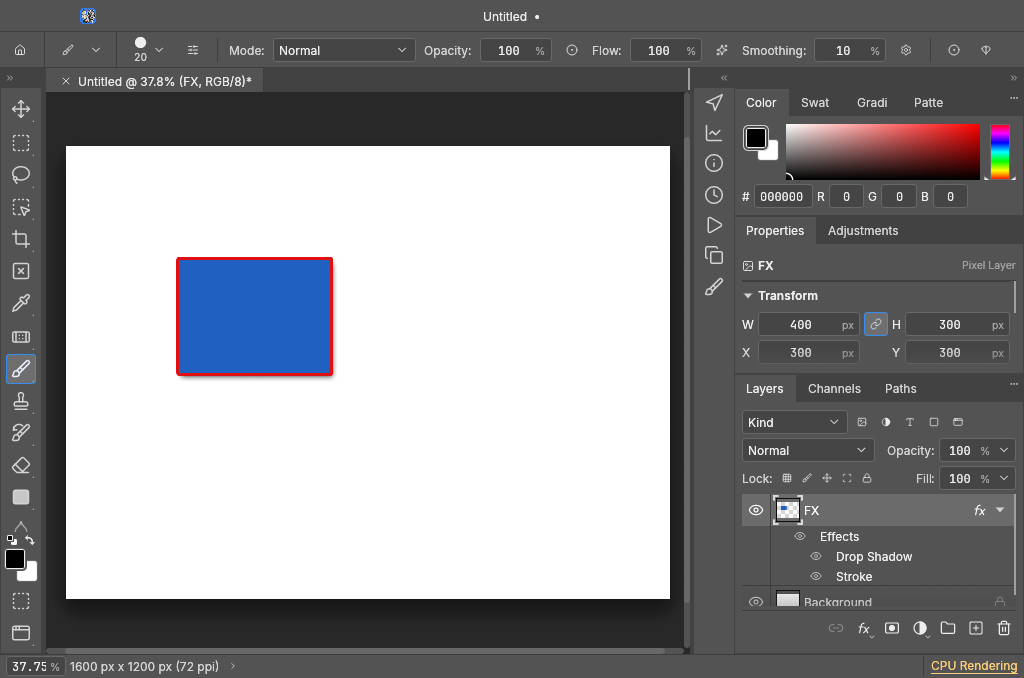 Untitled •
20
Mode: Normal Opacity: 100 % Flow: 100 % Smoothing: 10 %
Untitled @ 37.8% (FX, RGB/8)*
Color Swat Gradi Patte
# 000000 R 0 G 0 B 0
Properties Adjustments
FX Pixel Layer
Transform
W 400 px H 300 px
X 300 px Y 300 px
Layers Channels Paths
Kind
Normal Opacity: 100 %
Lock: Fill: 100 %
FX fx
Effects
Drop Shadow
Stroke
Background
fx
37.75 % 1600 px x 1200 px (72 ppi) CPU Rendering